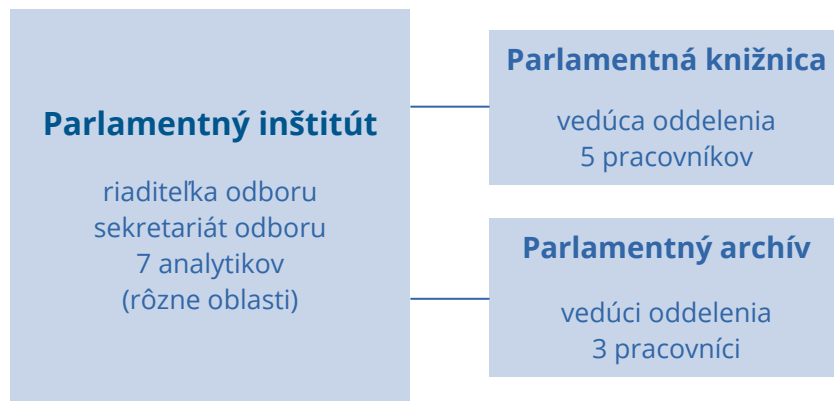 Parlamentný inštitút
riaditeľka odboru
sekretariát odboru
7 analytikov
(rôzne oblasti)
Parlamentná knižnica
vedúca oddelenia
5 pracovníkov
Parlamentný archív
vedúci oddelenia
3 pracovníci